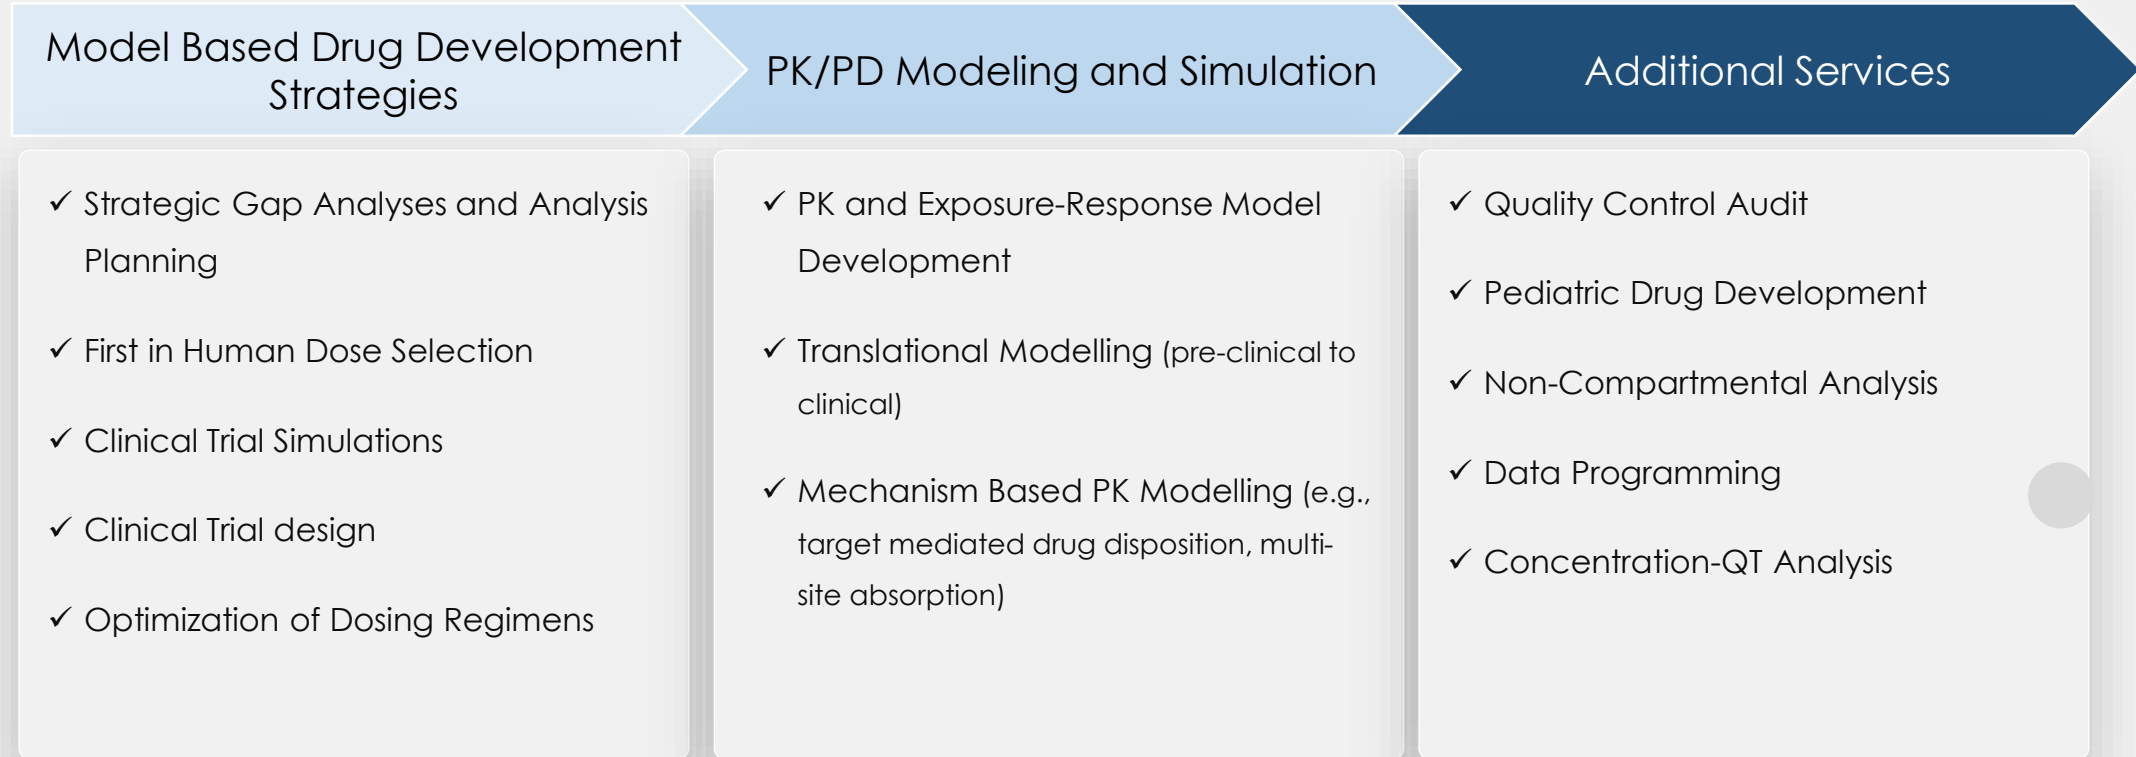 Model Based Drug Development
Strategies
PK/PD Modeling and Simulation
Additional Services
✓ Strategic Gap Analyses and Analysis
Planning
✓ First in Human Dose Selection
✓ Clinical Trial Simulations
✓ Clinical Trial design
✓ Optimization of Dosing Regimens
✓ PK and Exposure-Response Model
Development
✓ Translational Modelling (pre-clinical to
clinical)
✓ Mechanism Based PK Modelling (e.g.,
target mediated drug disposition, multi-
site absorption)
✓ Quality Control Audit
✓ Pediatric Drug Development
✓ Non-Compartmental Analysis
✓ Data Programming
✓ Concentration-QT Analysis